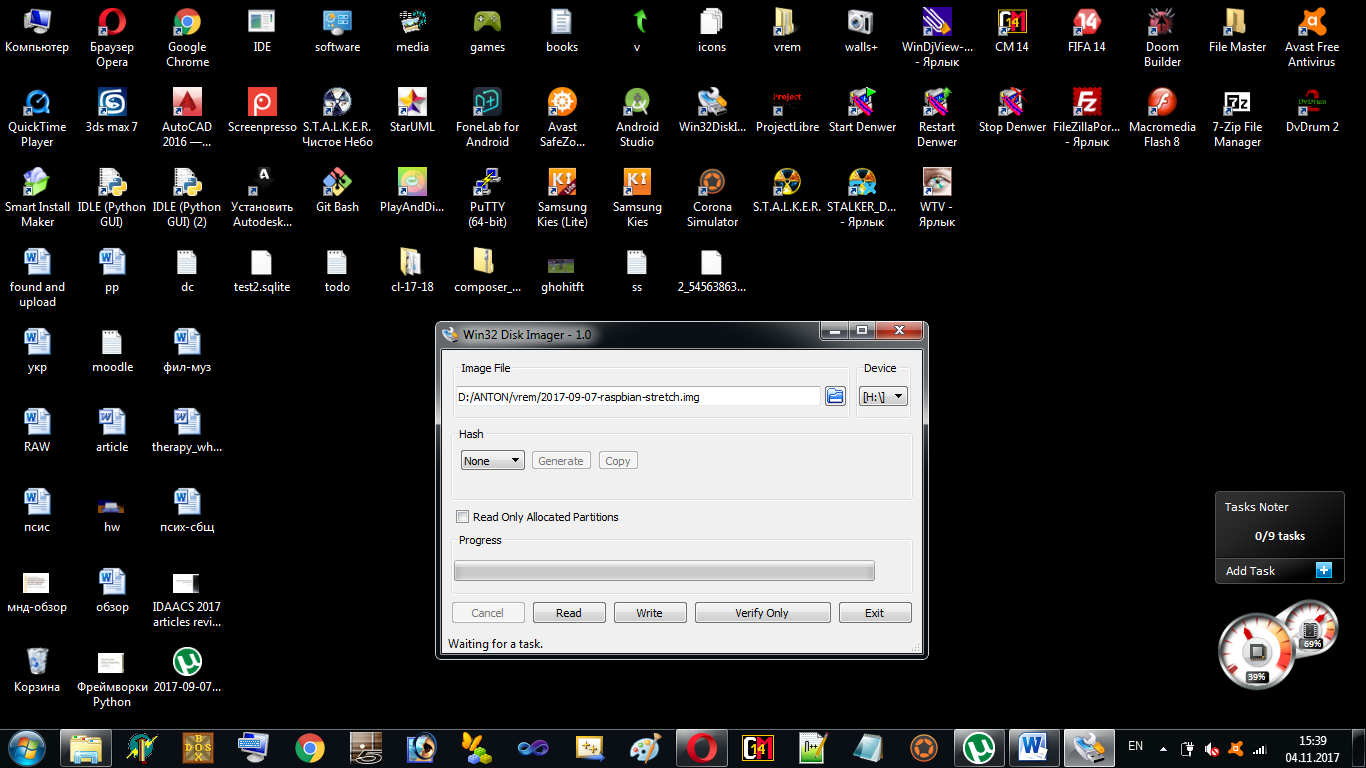 Компьютер
Браузер
Opera
Google
Chrome
IDE
software
media
games
books
v
icons
vrem
walls+
WinDjView-...
- Ярлык
CM 14
FIFA 14
Doom
Builder
File Master
Avast Free
Antivirus
QuickTime
Player
3ds max 7
AutoCAD
2016 —...
Screenpresso
S.T.A.L.K.E.R.
Чистое Небо
StarUML
FoneLab for
Android
Avast
SafeZo...
Android
Studio
Win32DiskI...
Project
ProjectLibre
Start Denwer
Restart
Denwer
Stop Denwer
FileZillaPor...
- Ярлык
Macromedia
Flash 8
7-Zip File
Manager
DvDrum 2
Smart Install
Maker
IDLE (Python
GUI)
IDLE (Python
GUI) (2)
Установить
Autodesk...
Git Bash
PlayAndDi...
PuTTY
(64-bit)
Samsung
Kies (Lite)
Samsung
Kies
Corona
Simulator
S.T.A.L.K.E.R.
STALKER_D...
- Ярлык
WTV -
Ярлык
found and
upload
pp
dc
test2.sqlite
todo
cl-17-18
composer_...
ghohitft
ss
2_54563863...
укр
moodle
фил-муз
RAW
article
therapy_wh...
псис
hw
псих-сбщ
мнд-обзор
обзор
IDAACS 2017
articles revi...
Корзина
Фреймворки
Python
2017-09-07...
Win32 Disk Imager - 1.0
Image File
Device
D:/ANTON/vrem/2017-09-07-raspbian-stretch.img
[H:\]
Hash
None
Generate
Copy
Read Only Allocated Partitions
Progress
Cancel
Read
Write
Verify Only
Exit
Waiting for a task.
Tasks Noter
0/9 tasks
Add Task
69%
39%
EN
15:39
04.11.2017